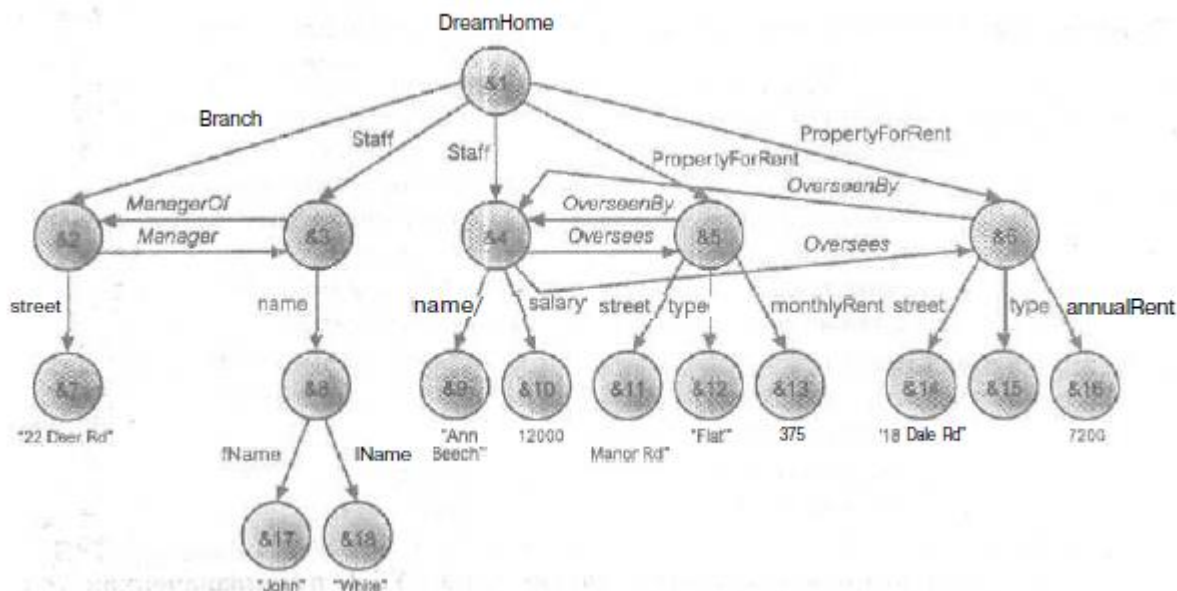 DreamHome
&1
Branch
Staff
Staff
PropertyForRent
PropertyForRent
OverseenBy
ManagerOf
OverseenBy
&2
Manager
&3
&4
Oversees
&5
Oversees
&6
street
name
name
salary
street
type
monthlyRent
street
type
annualRent
&7
&8
&9
&10
&11
&12
&13
&14
&15
&16
"22 Deer Rd"
"Ann
Beech"
12000
Manor Rd"
"Flat"
375
'18 Dale Rd"
7200
fName
lName
&17
&18
"John"
"White"